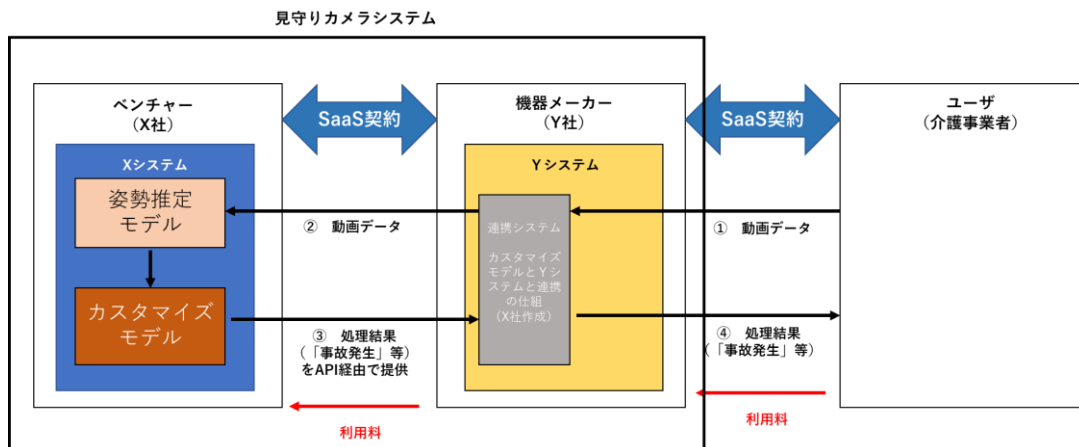 見守りカメラシステム
ベンチャー
（X社）
SaaS契約
機器メーカー
（Y社）
SaaS契約
ユーザ
（介護事業者）
Xシステム
姿勢推定
モデル
カスタマイズ
モデル
② 動画データ
③ 処理結果
（「事故発生」等）
をAPI経由で提供
利用料
Yシステム
連携システム
カスタマイズ
モデルとYシ
ステムと連携
の仕組
（X社作成）
① 動画データ
④ 処理結果
（「事故発生」等）
利用料